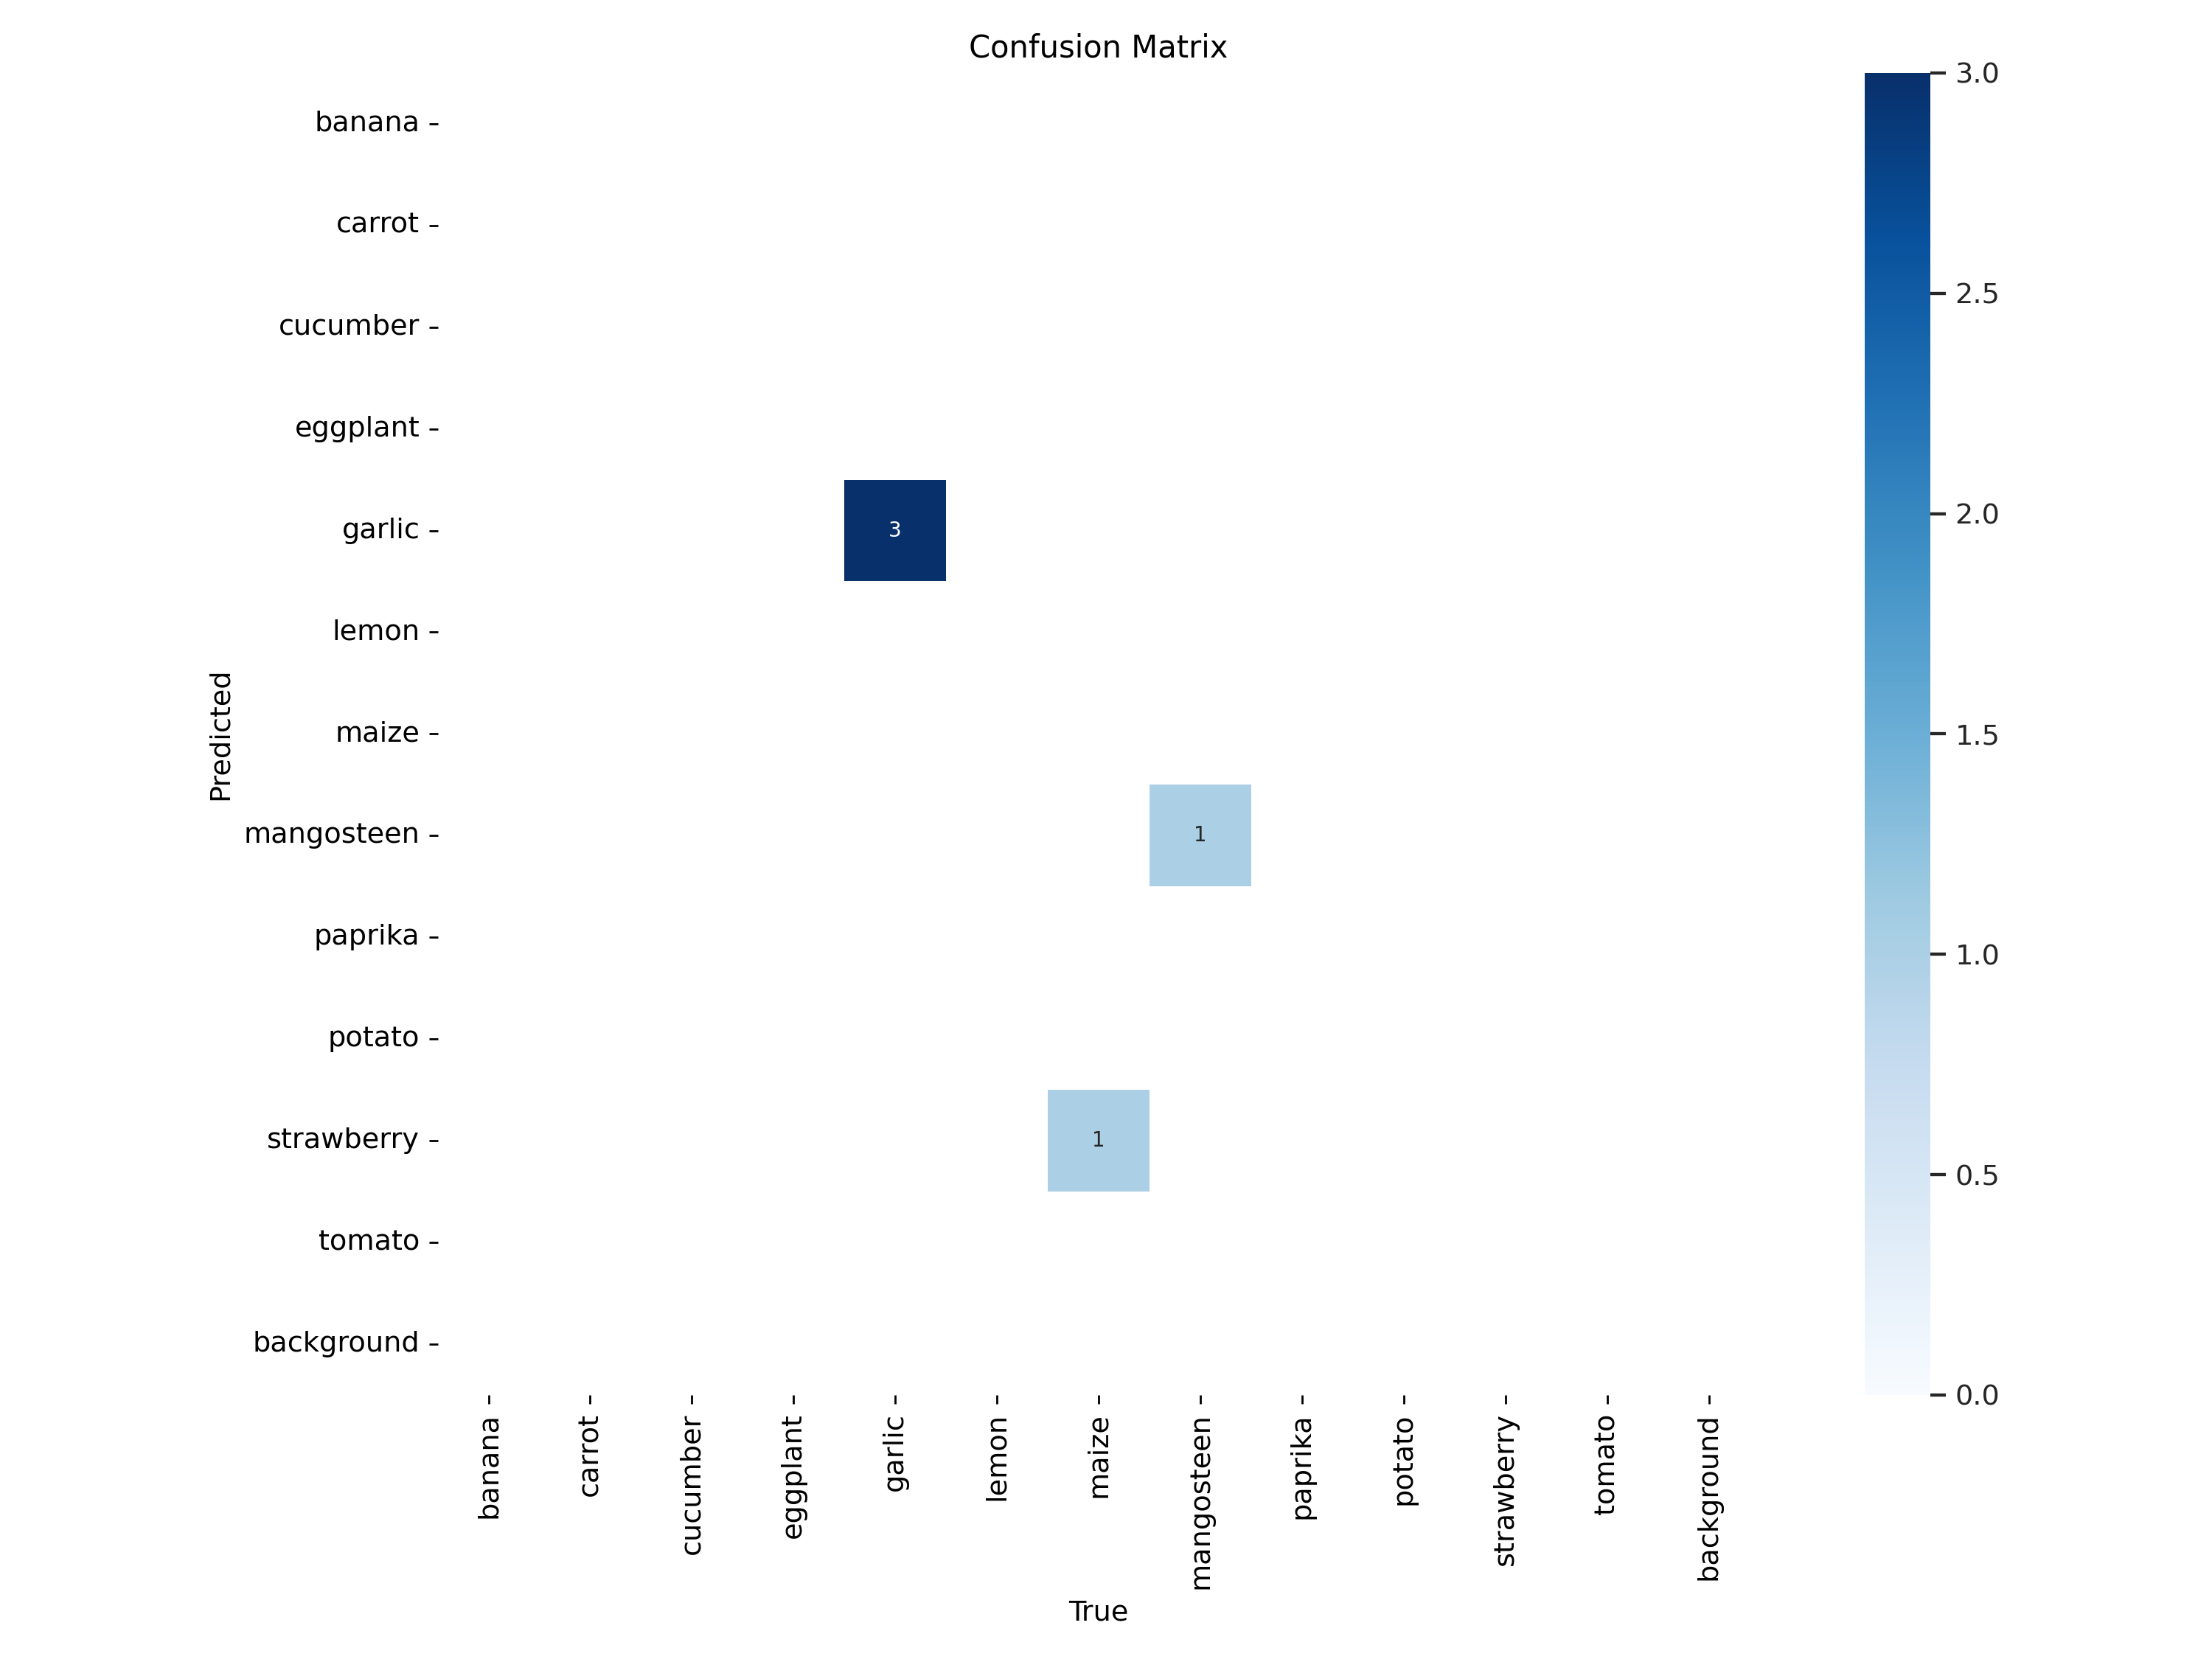 Confusion Matrix
Predicted
banana
carrot
cucumber
eggplant
garlic
lemon
maize
mangosteen
paprika
potato
strawberry
tomato
background
3
1
1
banana
carrot
cucumber
eggplant
garlic
lemon
maize
mangosteen
paprika
potato
strawberry
tomato
background
True
3.0
2.5
2.0
1.5
1.0
0.5
0.0